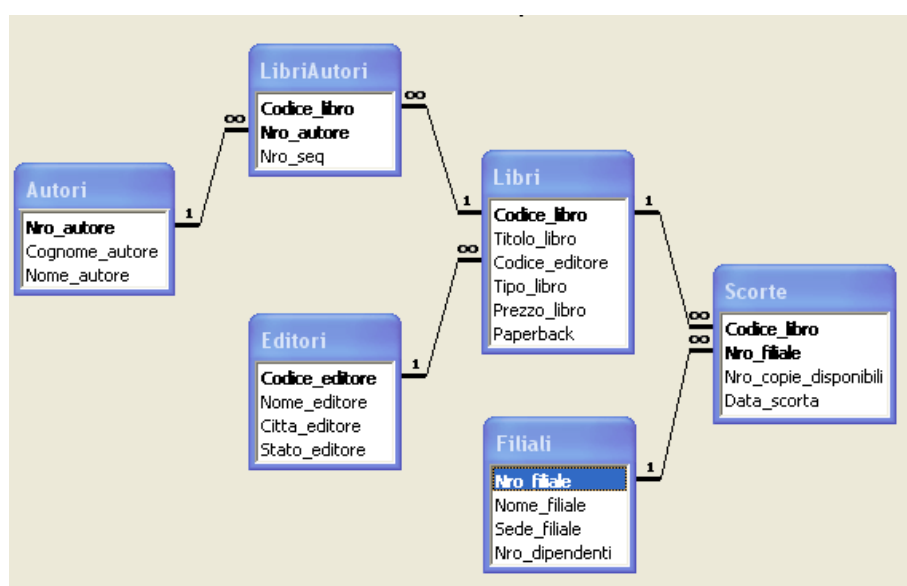 LibriAutori
Codice_libro
Nro_autore
Nro_seq
∞
∞
Autori
Nro_autore
Cognome_autore
Nome_autore
1
Libri
Codice_libro
Titolo_libro
Codice_editore
Tipo_libro
Prezzo_libro
Paperback
1
1
∞
Editori
Codice_editore
Nome_editore
Citta_editore
Stato_editore
1
Scorte
Codice_libro
Nro_filiale
Nro_copie_disponibili
Data_scorta
∞
∞
Filiali
Nro_filiale
Nome_filiale
Sede_filiale
Nro_dipendenti
1